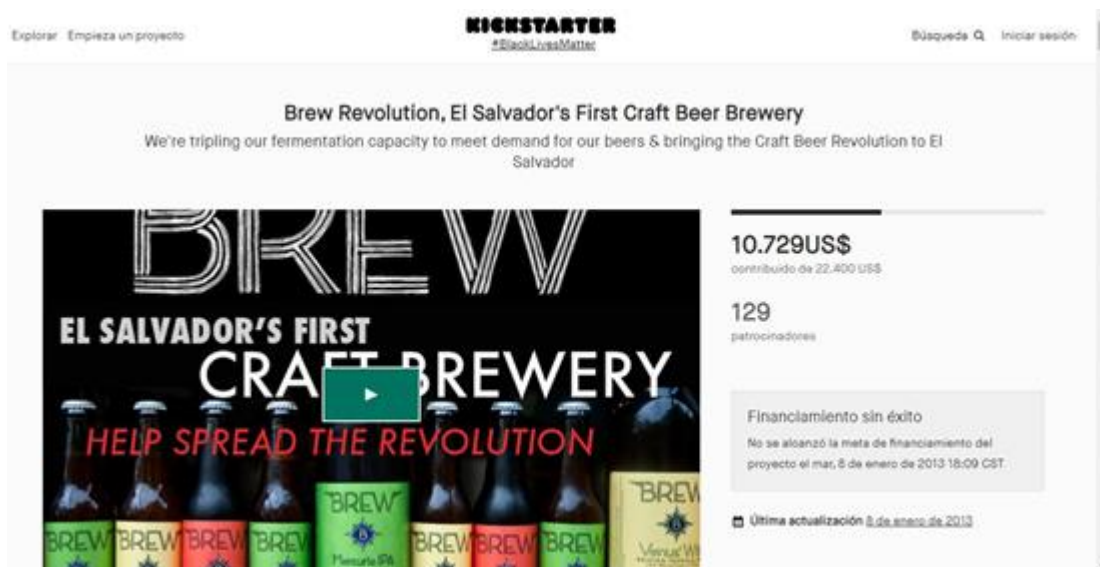 Explorar Empieza un proyecto
KICKSTARTER
#BlackLivesMatter
Búsqueda Iniciar sesión
Brew Revolution, El Salvador's First Craft Beer Brewery
We're tripling our fermentation capacity to meet demand for our beers & bringing the Craft Beer Revolution to El
Salvador
BREW
EL SALVADOR'S FIRST
CRAFT BREWERY
HELP SPREAD THE REVOLUTION
BREW BREW BREW BREW BREW BREW BREW BREW BREW
Mercurio IPA
Venus
10.729US$
contribuido de 22.400 US$
129
patrocinadores
Financiamiento sin éxito
No se alcanzó la meta de financiamiento del
proyecto el mar, 8 de enero de 2013 18:09 CST.
Última actualización 8 de enero de 2013